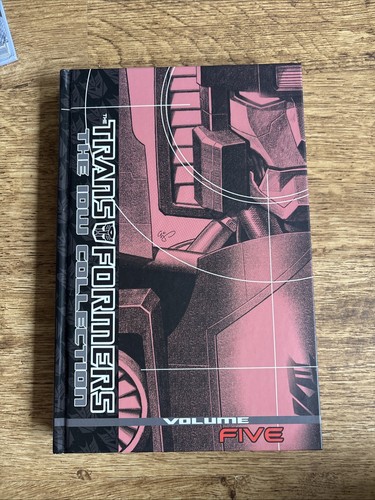 THE TRANSFORMERS
THE IDW COLLECTION
VOLUME
FIVE